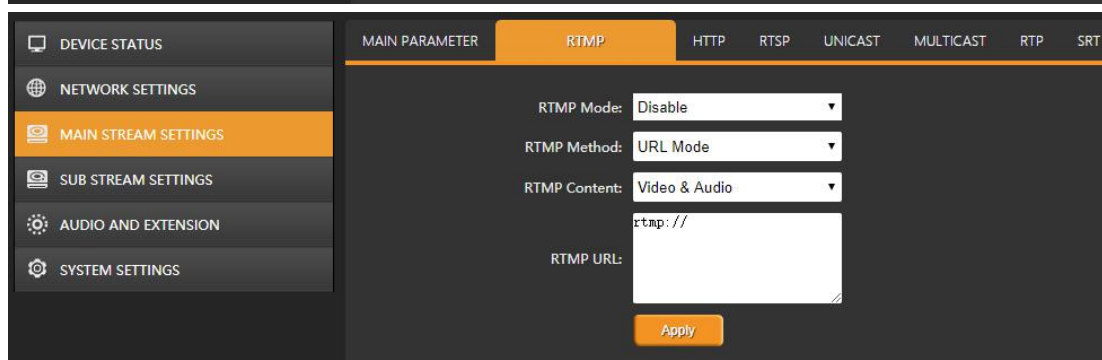 DEVICE STATUS
NETWORK SETTINGS
MAIN STREAM SETTINGS
SUB STREAM SETTINGS
AUDIO AND EXTENSION
SYSTEM SETTINGS
MAIN PARAMETER RTMP HTTP RTSP UNICAST MULTICAST RTP SRT
RTMP Mode: Disable
RTMP Method: URL Mode
RTMP Content: Video & Audio
RTMP URL: rtmp://
Apply